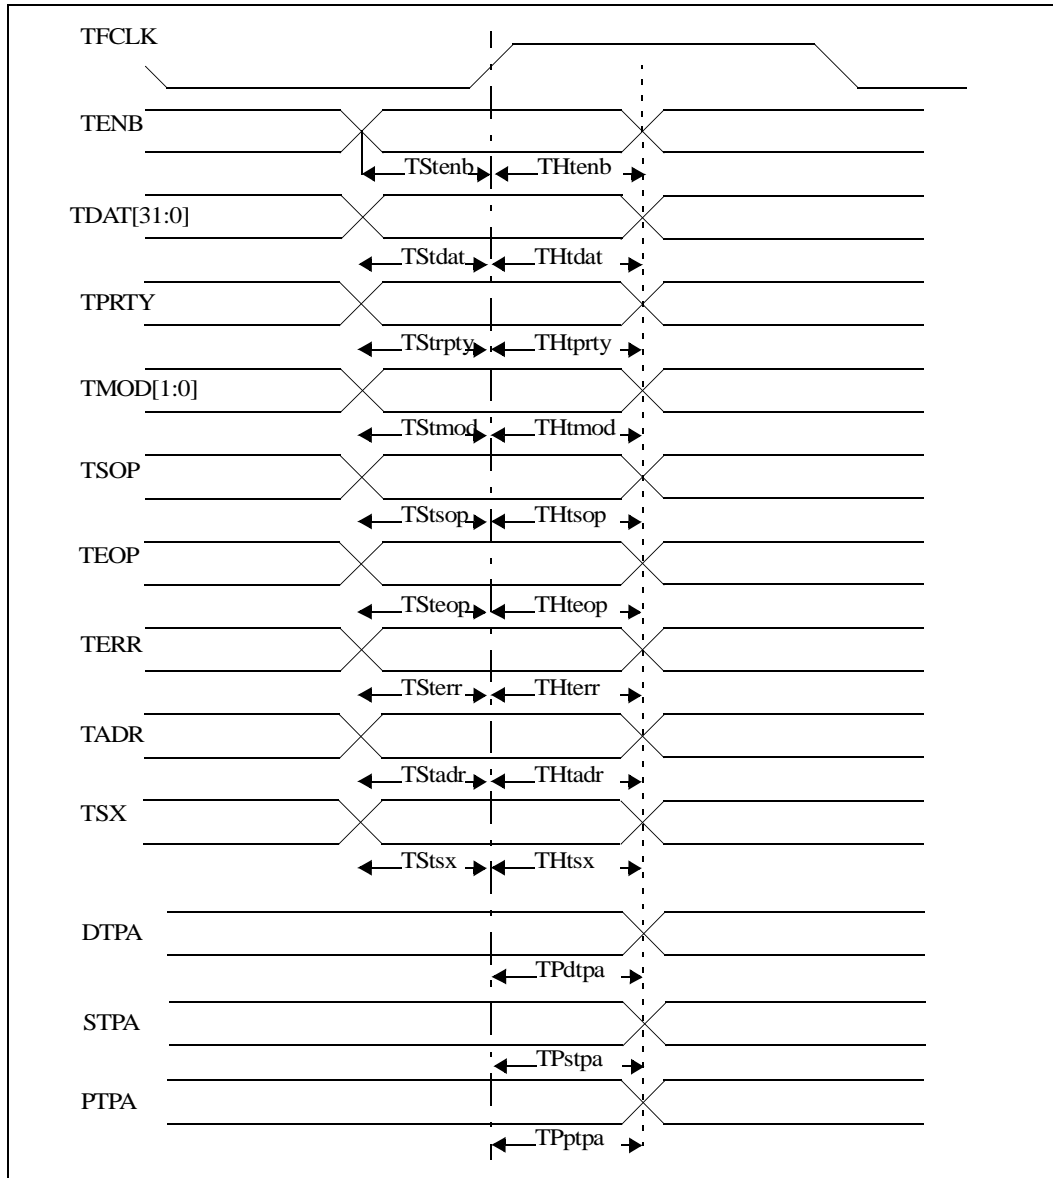 TFCLK
TENB
TStenb THtenb
TDAT[31:0]
TStdat THtdat
TPRTY
TStrpty THtprty
TMOD[1:0]
TStmod THtmod
TSOP
TStsop THtsop
TEOP
TSteop THteop
TERR
TSterr THterr
TADR
TStadr THtadr
TSX
TStsx THtsx
DTPA
TPdtpa
STPA
TPstpa
PTPA
TPptpa